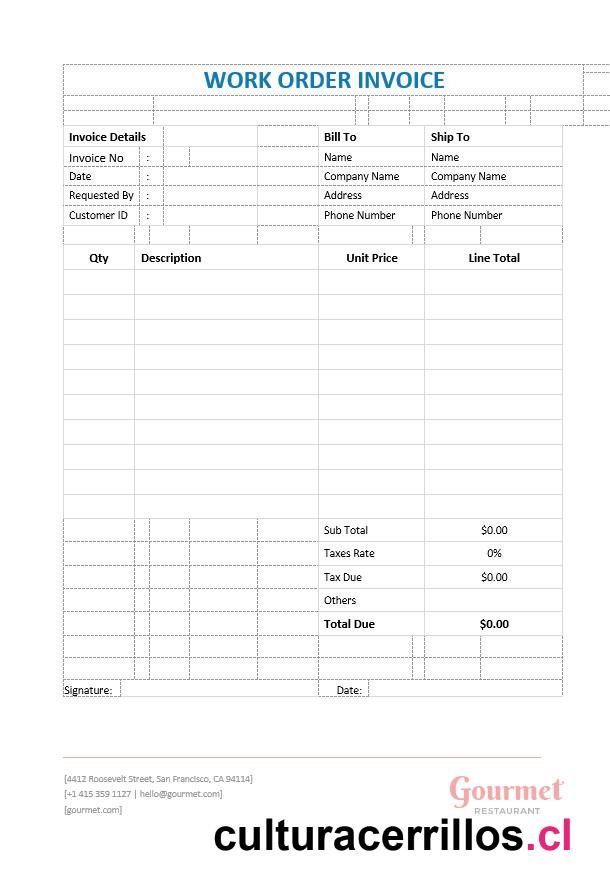 WORK ORDER INVOICE
Invoice Details Bill To Ship To
Invoice No : Name Name
Date : Company Name Company Name
Requested By : Address Address
Customer ID : Phone Number Phone Number
Qty Description Unit Price Line Total
Sub Total $0.00
Taxes Rate 0%
Tax Due $0.00
Others
Total Due $0.00
Signature: Date:
[4412 Roosevelt Street, San Francisco, CA 94114]
[+1 415 359 1127 | hello@gourmet.com]
[gourmet.com]
Gourmet
RESTAURANT
culturacerrillos.cl